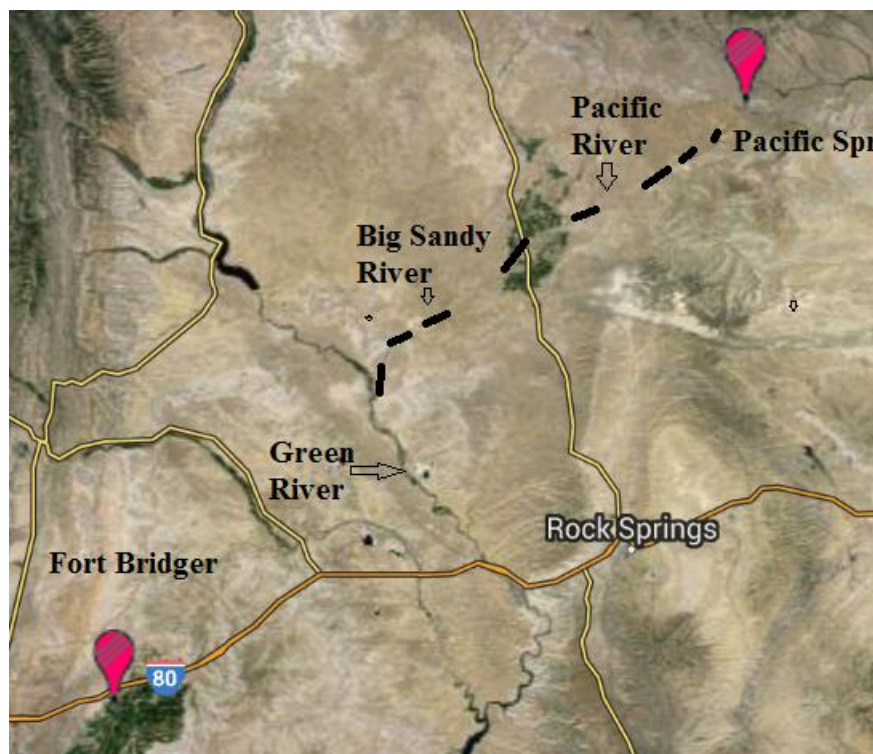 Pacific
River
Pacific Spr
Big Sandy
River
Green
River
Rock Springs
Fort Bridger
80